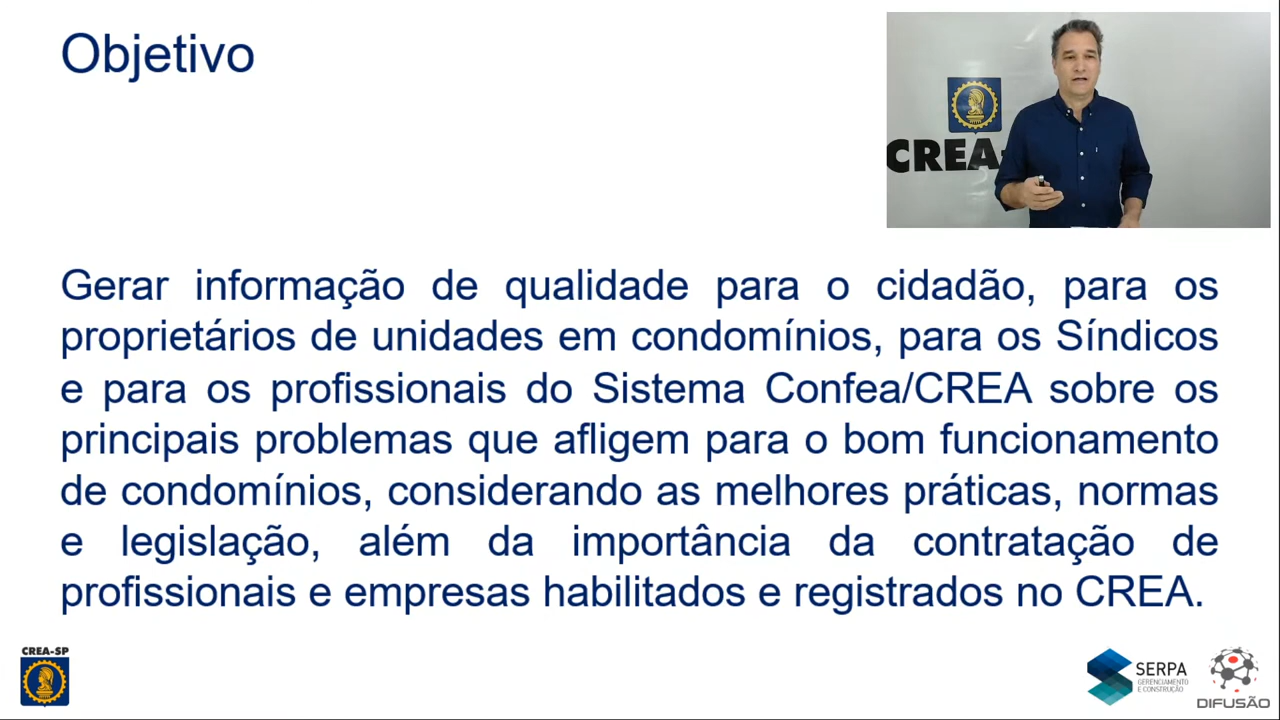 Objetivo
CREA-
Gerar informação de qualidade para o cidadão, para os
proprietários de unidades em condomínios, para os Síndicos
e para os profissionais do Sistema Confea/CREA sobre os
principais problemas que afligem para o bom funcionamento
de condomínios, considerando as melhores práticas, normas
e legislação, além da importância da contratação de
profissionais e empresas habilitados e registrados no CREA.
CREA-SP
SERPA
GERENCIAMENTO
E CONSTRUÇÃO
DIFUSÃO